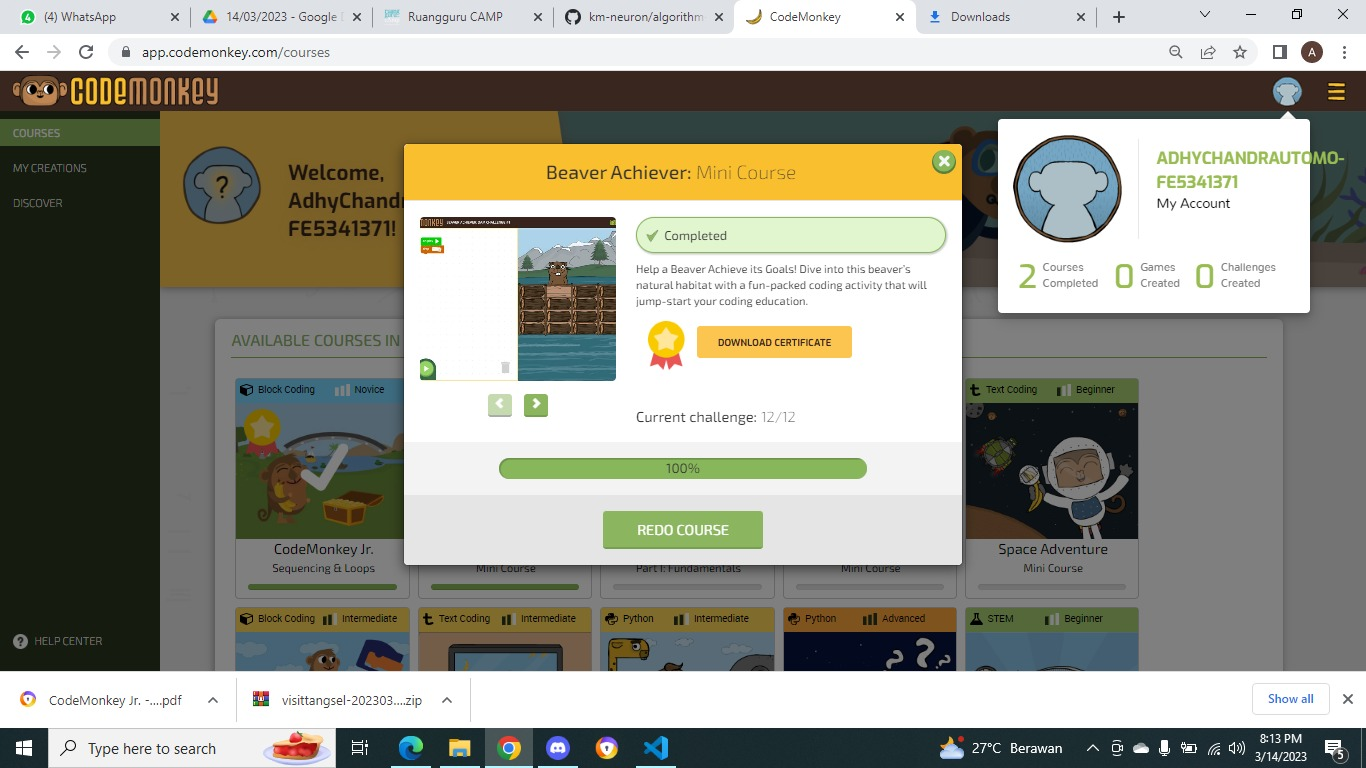 (4) WhatsApp
14/03/2023 - Google D
Ruangguru CAMP
km-neuron/algorithm
CodeMonkey
Downloads
app.codemonkey.com/courses
A
CODEMONKEY
COURSES
MY CREATIONS
DISCOVER
HELP CENTER
Welcome,
AdhyChand
FE5341371!
ADHYCHANDRAUTOMO-
FE5341371
My Account
2 Courses Completed
0 Games Created
0 Challenges Created
Beaver Achiever: Mini Course
Completed
Help a Beaver Achieve its Goals! Dive into this beaver's
natural habitat with a fun-packed coding activity that will
jump-start your coding education.
DOWNLOAD CERTIFICATE
Current challenge: 12/12
100%
REDO COURSE
AVAILABLE COURSES IN
Block Coding Novice
Text Coding Beginner
CodeMonkey Jr.
Sequencing & Loops
Mini Course
Part I: Fundamentals
Mini Course
Space Adventure
Mini Course
Block Coding Intermediate
Text Coding Intermediate
Python Intermediate
Python Advanced
STEM Beginner
CodeMonkey Jr. -....pdf
visittangsel-202303....zip
Show all
Type here to search
27°C Berawan
8:13 PM
3/14/2023
5